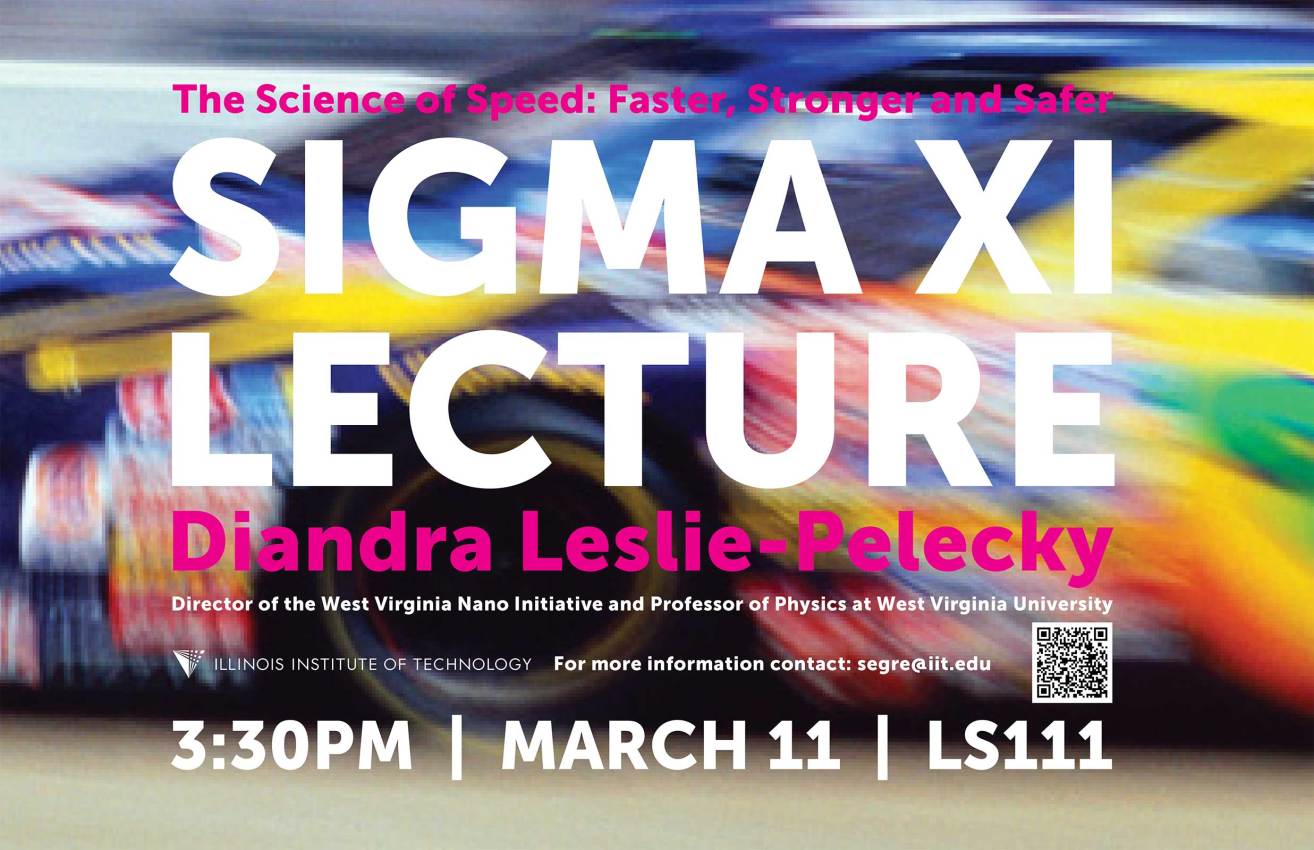 The Science of Speed: Faster, Stronger and Safer
SIGMA XI
LECTURE
Diandra Leslie-Pelecky
Director of the West Virginia Nano Initiative and Professor of Physics at West Virginia University
ILLINOIS INSTITUTE OF TECHNOLOGY For more information contact: segre@iit.edu
3:30PM | MARCH 11 | LS111